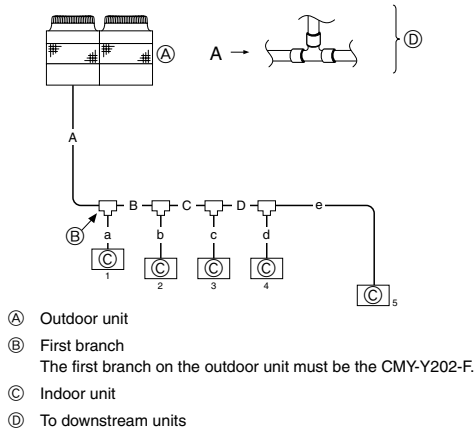 Ⓐ
A →
Ⓓ
A
B
C
D
e
Ⓑ
a
b
c
d
Ⓒ
1
Ⓒ
2
Ⓒ
3
Ⓒ
4
Ⓒ
5
Ⓐ Outdoor unit
Ⓑ First branch
The first branch on the outdoor unit must be the CMY-Y202-F.
Ⓒ Indoor unit
Ⓓ To downstream units